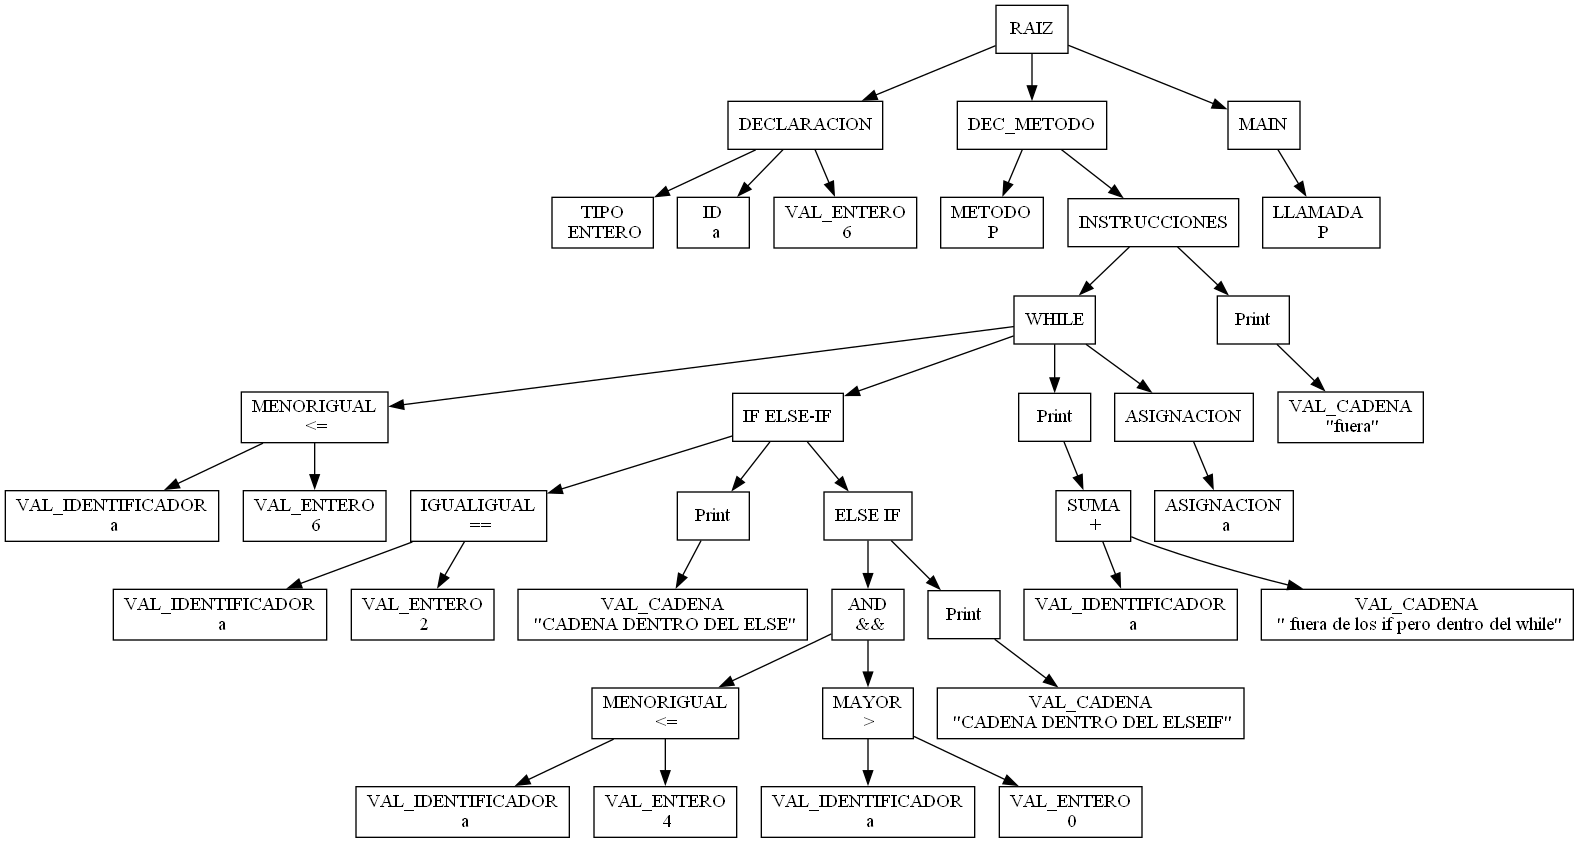 RAIZ
DECLARACION
DEC_METODO
MAIN
TIPO
ENTERO
ID
a
VAL_ENTERO
6
METODO
P
INSTRUCCIONES
LLAMADA
P
WHILE
Print
MENORIGUAL
<=
IF ELSE-IF
Print
ASIGNACION
VAL_CADENA
"fuera"
VAL_IDENTIFICADOR
a
VAL_ENTERO
6
IGUALIGUAL
==
Print
ELSE IF
SUMA
+
ASIGNACION
a
VAL_IDENTIFICADOR
a
VAL_ENTERO
2
VAL_CADENA
"CADENA DENTRO DEL ELSE"
AND
&&
Print
VAL_IDENTIFICADOR
a
VAL_CADENA
" fuera de los if pero dentro del while"
MENORIGUAL
<=
MAYOR
>
VAL_CADENA
"CADENA DENTRO DEL ELSEIF"
VAL_IDENTIFICADOR
a
VAL_ENTERO
4
VAL_IDENTIFICADOR
a
VAL_ENTERO
0